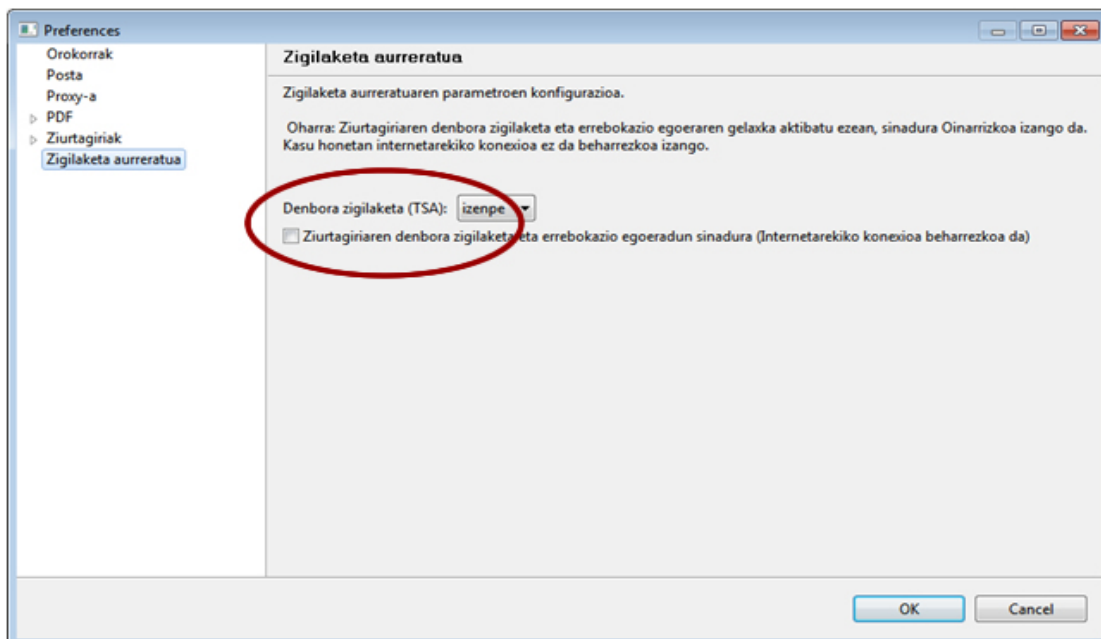 Preferences
Orokorrak
Posta
Proxy-a
PDF
Ziurtagiriak
Zigilaketa aurreratua
Zigilaketa aurreratua
Zigilaketa aurreratuaren parametroen konfigurazioa.
Oharra: Ziurtagiriaren denbora zigilaketa eta errebokazio egoeraren gelaxka aktibatu ezean, sinadura Oinarrizkoa izango da.
Kasu honetan internetarekiko konexioa ez da beharrezkoa izango.
Denbora zigilaketa (TSA): izenpe
Ziurtagiriaren denbora zigilaketa eta errebokazio egoeradun sinadura (Internetarekiko konexioa beharrezkoa da)
OK Cancel